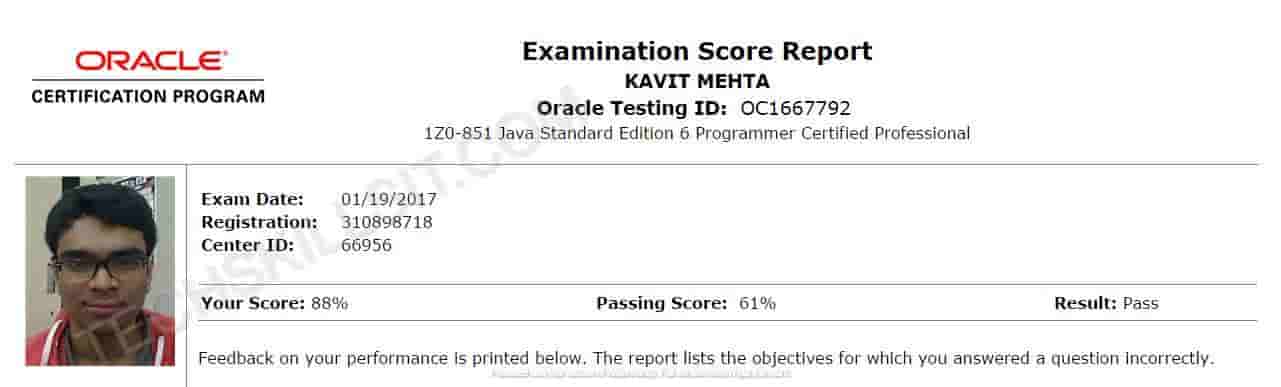 ORACLE
CERTIFICATION PROGRAM
Examination Score Report
KAVIT MEHTA
Oracle Testing ID: OC1667792
1Z0-851 Java Standard Edition 6 Programmer Certified Professional
Exam Date: 01/19/2017
Registration: 310898718
Center ID: 66956
Your Score: 88% Passing Score: 61% Result: Pass
Feedback on your performance is printed below. The report lists the objectives for which you answered a question incorrectly.
TECHSKILLSIT.COM